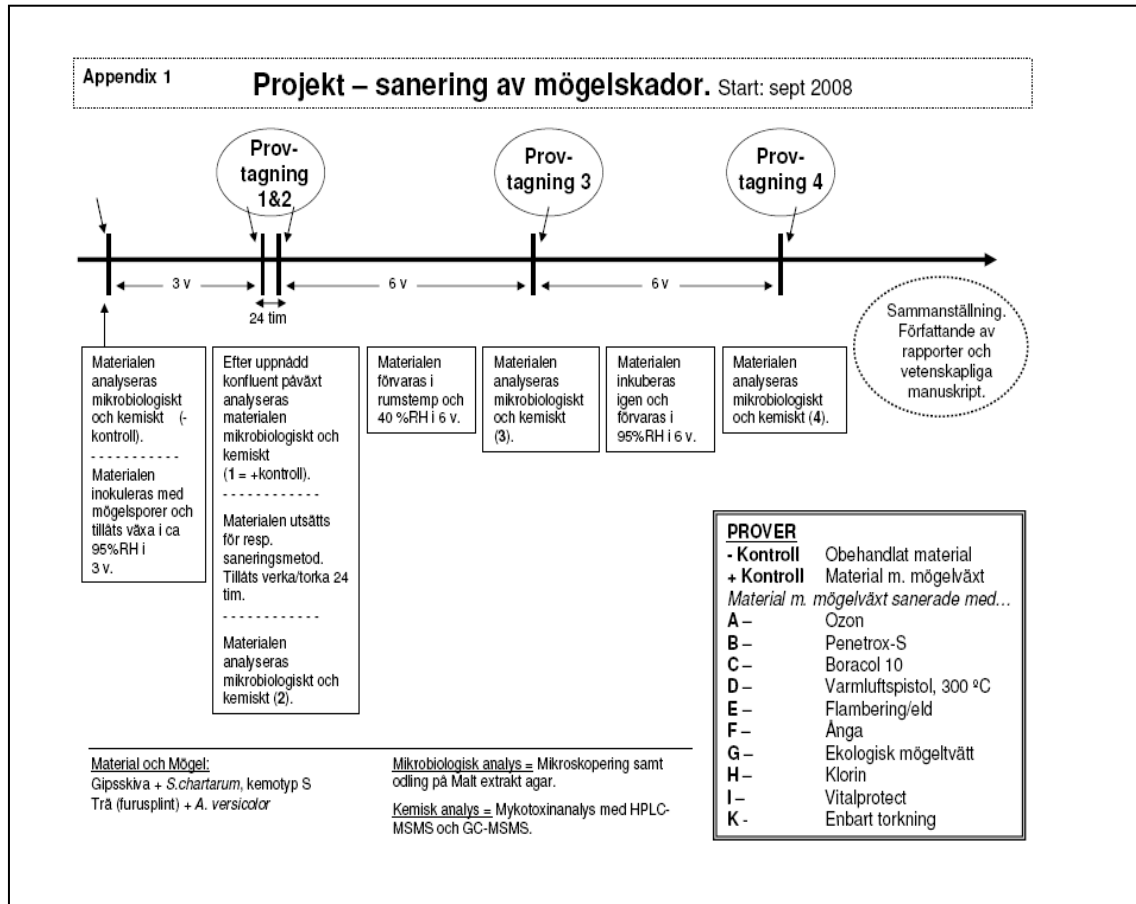 Appendix 1
Projekt – sanering av mögelskador. Start: sept 2008
Prov-
tagning
1&2
Prov-
tagning 3
Prov-
tagning 4
3 v
24 tim
6 v
6 v
Sammanställning.
Författande av
rapporter och
vetenskapliga
manuskript.
Materialen
analyseras
mikrobiologiskt
och kemiskt (-
kontroll).
- - - - - - - - - - -
Materialen
inokuleras med
mögelsporer och
tillåts växa i ca
95%RH i
3 v.
Efter uppnådd
konfluent påväxt
analyseras
materialen
mikrobiologiskt och
kemiskt
(1 = +kontroll).
- - - - - - - - - - - -
Materialen utsätts
för resp.
saneringsmetod.
Tillåts verka/torka 24
tim.
- - - - - - - - - - - -
Materialen
analyseras
mikrobiologiskt och
kemiskt (2).
Materialen
förvaras i
rumstemp och
40 %RH i 6 v.
Materialen
analyseras
mikrobiologiskt
och kemiskt
(3).
Materialen
inkuberas
igen och
förvaras i
95%RH i 6 v.
Materialen
analyseras
mikrobiologiskt
och kemiskt (4).
PROVER
- Kontroll Obehandlat material
+ Kontroll Material m. mögelväxt
Material m. mögelväxt sanerade med…
A – Ozon
B – Penetrox-S
C – Boracol 10
D – Varmluftspistol, 300 ºC
E – Flambering/eld
F – Ånga
G – Ekologisk mögeltvätt
H – Klorin
I – Vitalprotect
K - Enbart torkning
Material och Mögel:
Gipsskiva + S.chartarum, kemotyp S
Trä (furusplint) + A. versicolor
Mikrobiologisk analys = Mikroskopering samt
odling på Malt extrakt agar.
Kemisk analys = Mykotoxinanalys med HPLC-
MSMS och GC-MSMS.